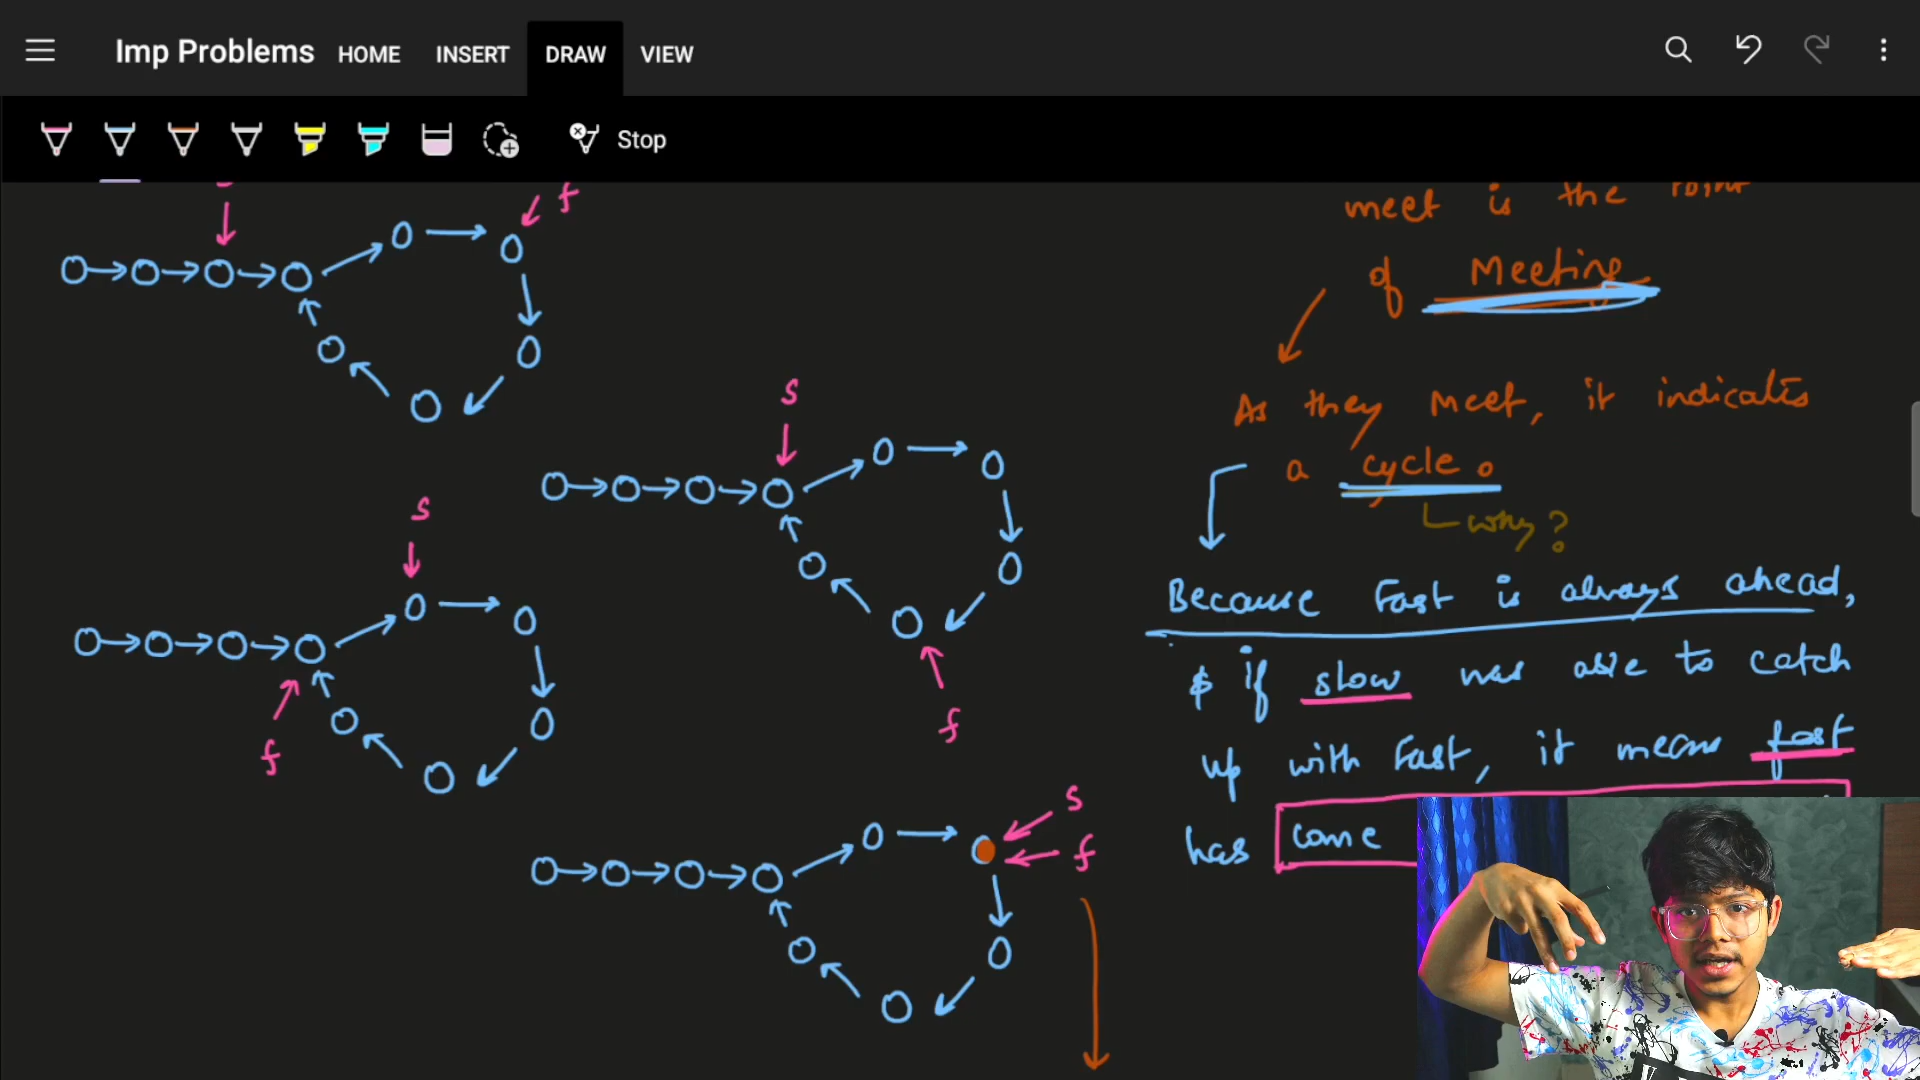 Imp Problems HOME INSERT DRAW VIEW
Stop
f
s
s
f
f
s
f
meet is the Point
of Meeting
As they Meet, it indicates
a cycle.
why?
Because Fast is always ahead,
& if slow was able to catch
up with Fast, it means fast
has come